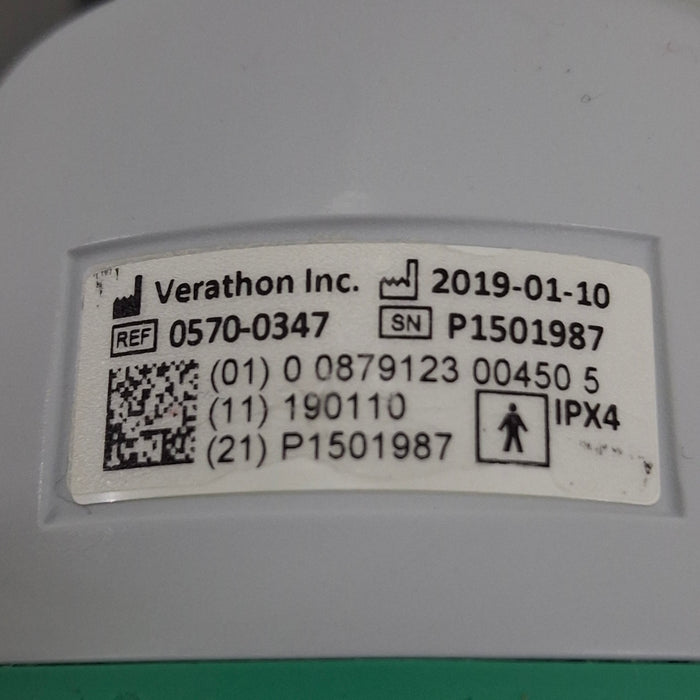 Verathon Inc. 2019-01-10
REF 0570-0347 SN P1501987
(01) 0 0879123 00450 5
(11) 190110 IPX4
(21) P1501987